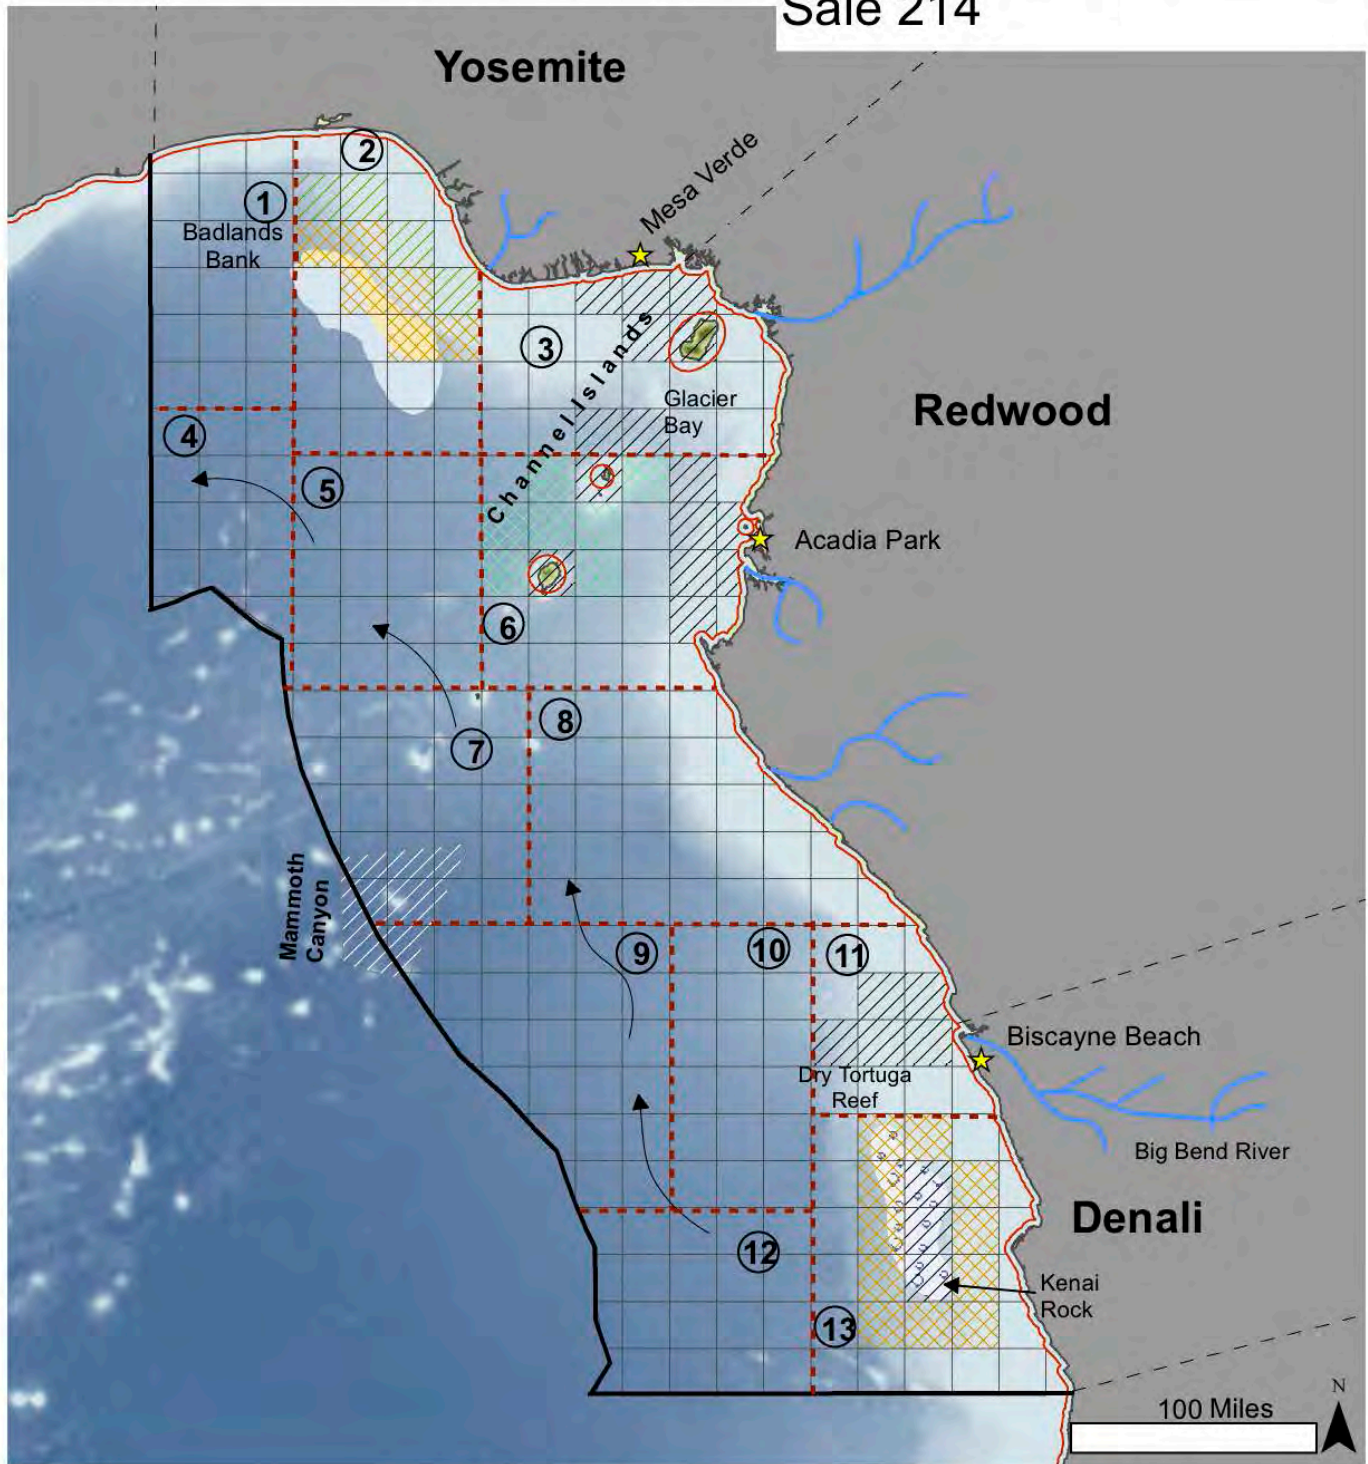 Sale 214
Yosemite
Mesa Verde
2
1
Badlands
Bank
3
Channel Islands
Glacier
Bay
Redwood
4
5
Acadia Park
6
8
7
Mammoth
Canyon
9
10
11
Biscayne Beach
Dry Tortuga
Reef
Big Bend River
Denali
12
Kenai
Rock
13
N
100 Miles